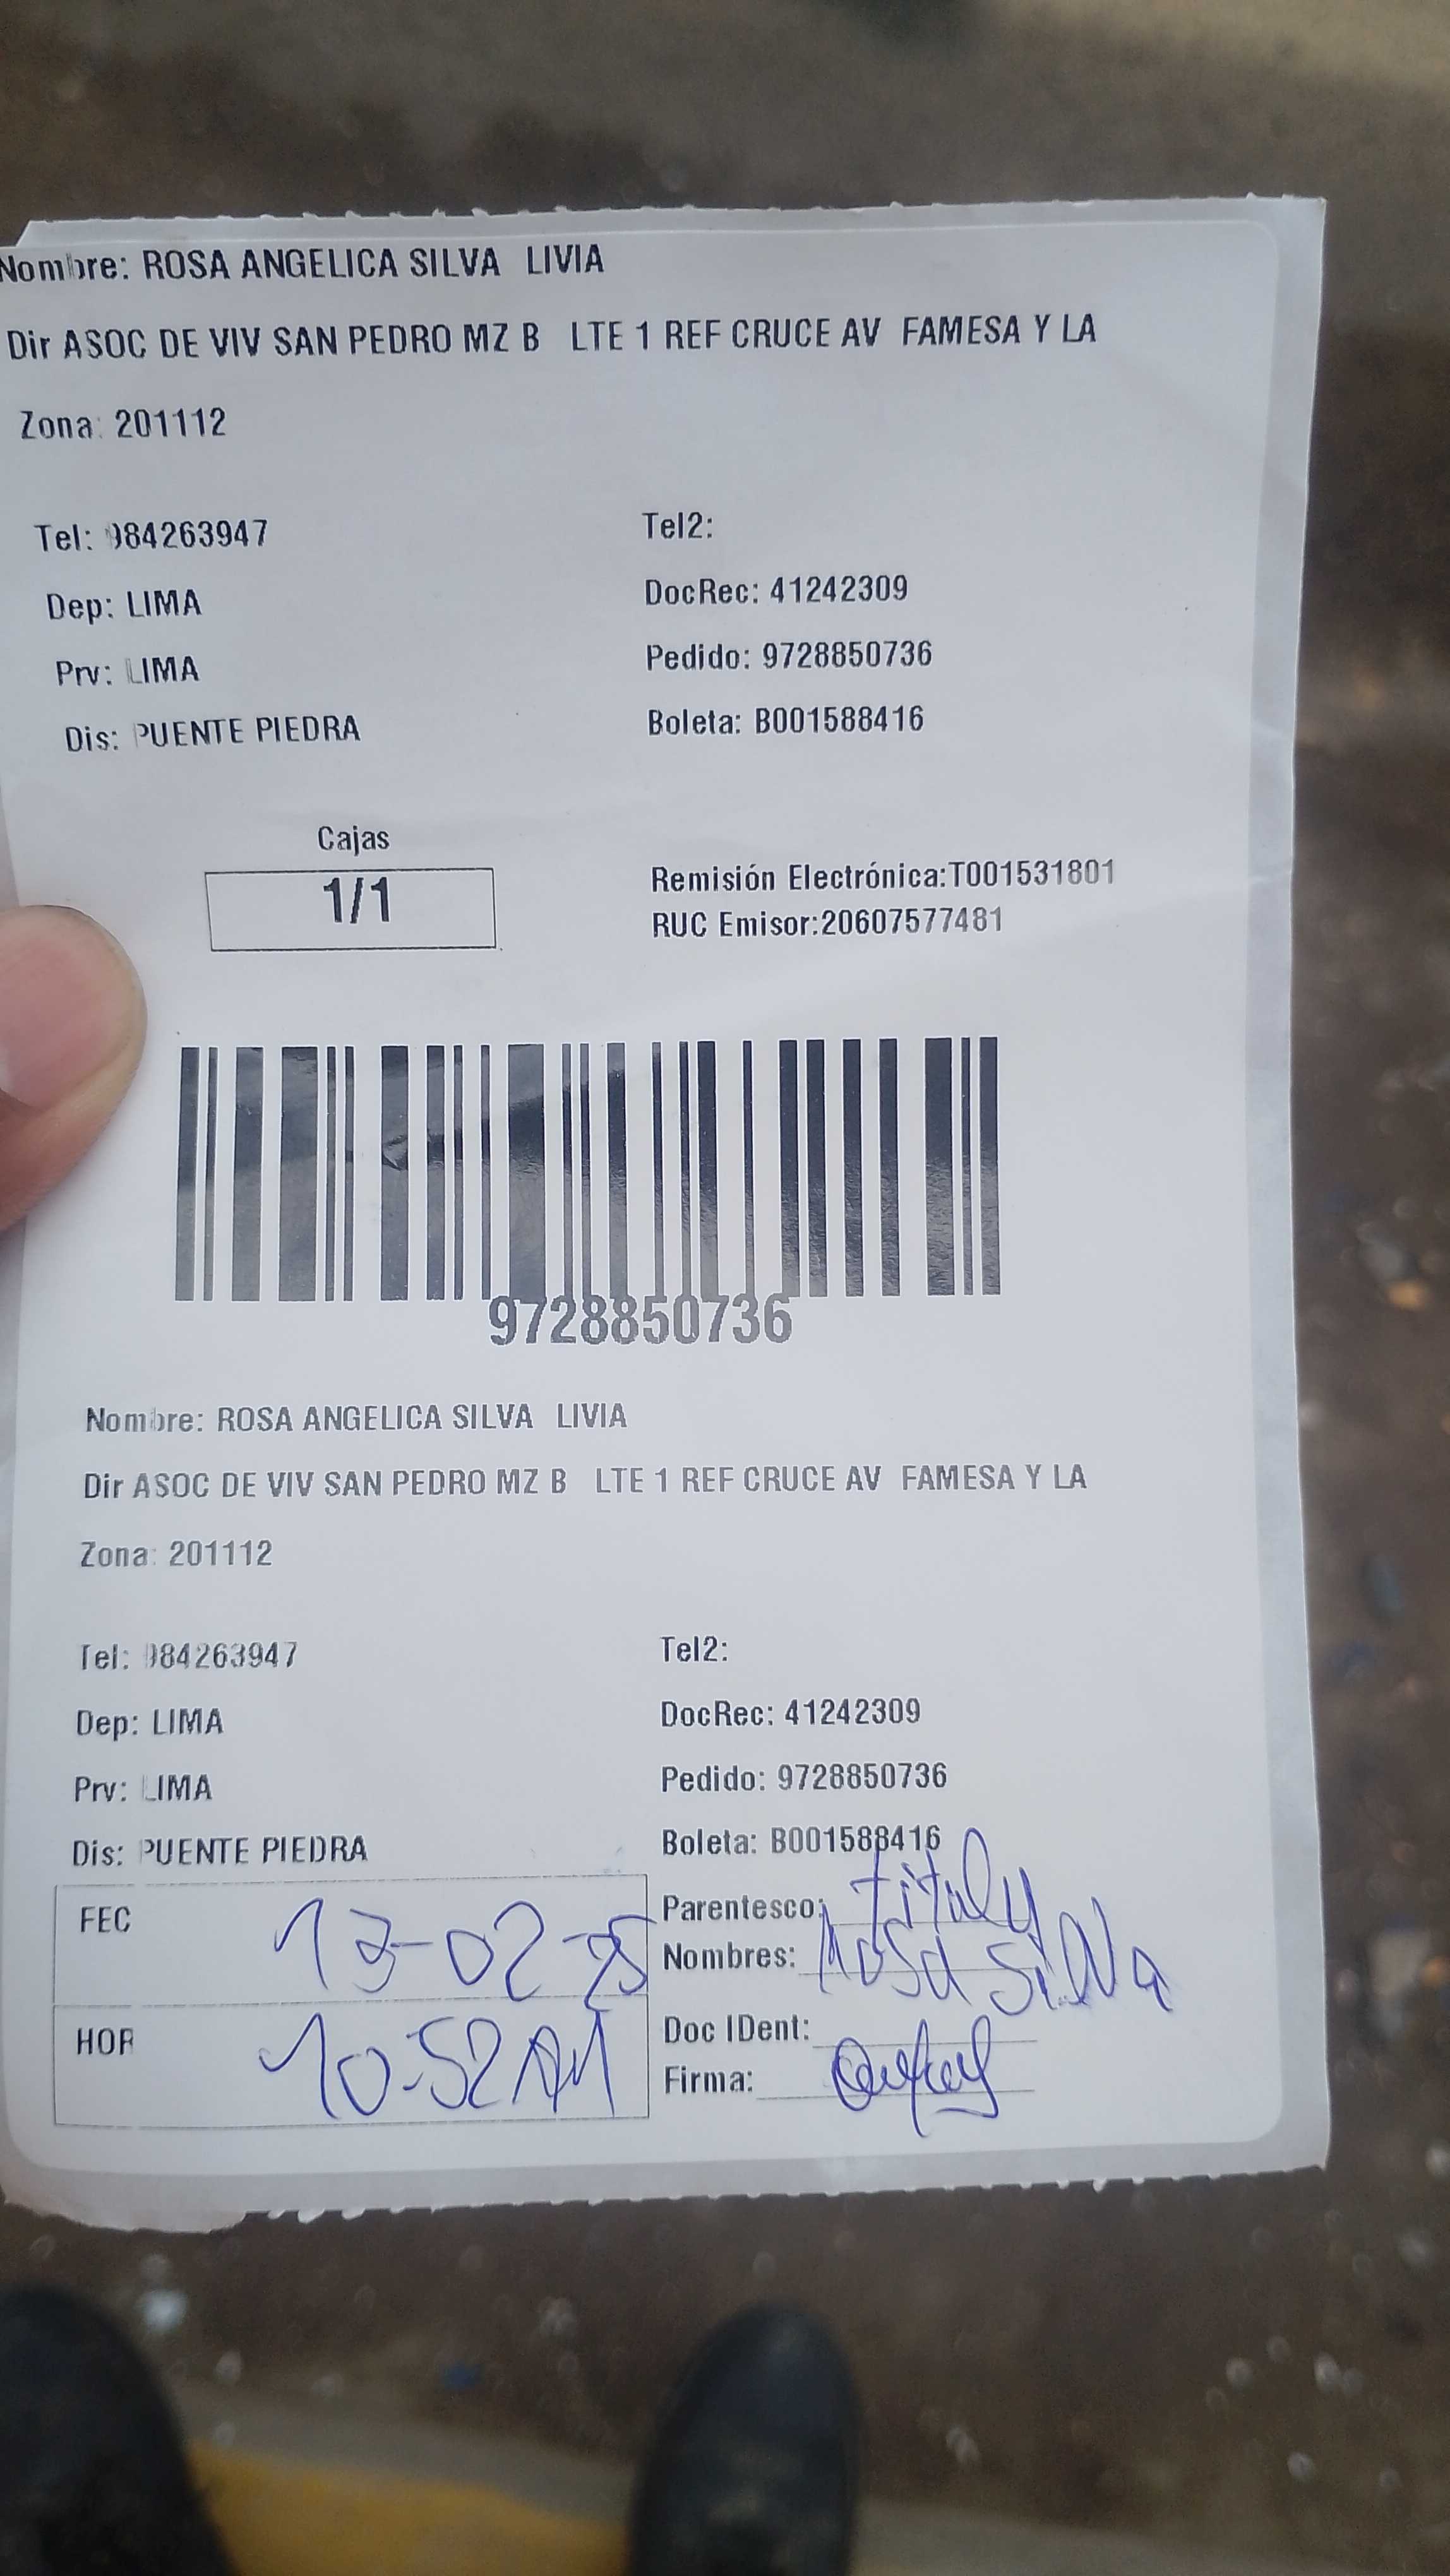 Nombre: ROSA ANGELICA SILVA LIVIA
Dir ASOC DE VIV SAN PEDRO MZ B LTE 1 REF CRUCE AV FAMESA Y LA
Zona: 201112
Tel: 984263947 Tel2:
Dep: LIMA DocRec: 41242309
Prv: LIMA Pedido: 9728850736
Dis: PUENTE PIEDRA Boleta: B001588416
Cajas
1/1
Remisión Electrónica:T001531801
RUC Emisor:20607577481
9728850736
Nombre: ROSA ANGELICA SILVA LIVIA
Dir ASOC DE VIV SAN PEDRO MZ B LTE 1 REF CRUCE AV FAMESA Y LA
Zona: 201112
Tel: 984263947 Tel2:
Dep: LIMA DocRec: 41242309
Prv: LIMA Pedido: 9728850736
Dis: PUENTE PIEDRA Boleta: B001588416
FEC 13-02-25 Parentesco:
Nombres: Rosa Silva
HOR 10:52 AM Doc IDent:
Firma: